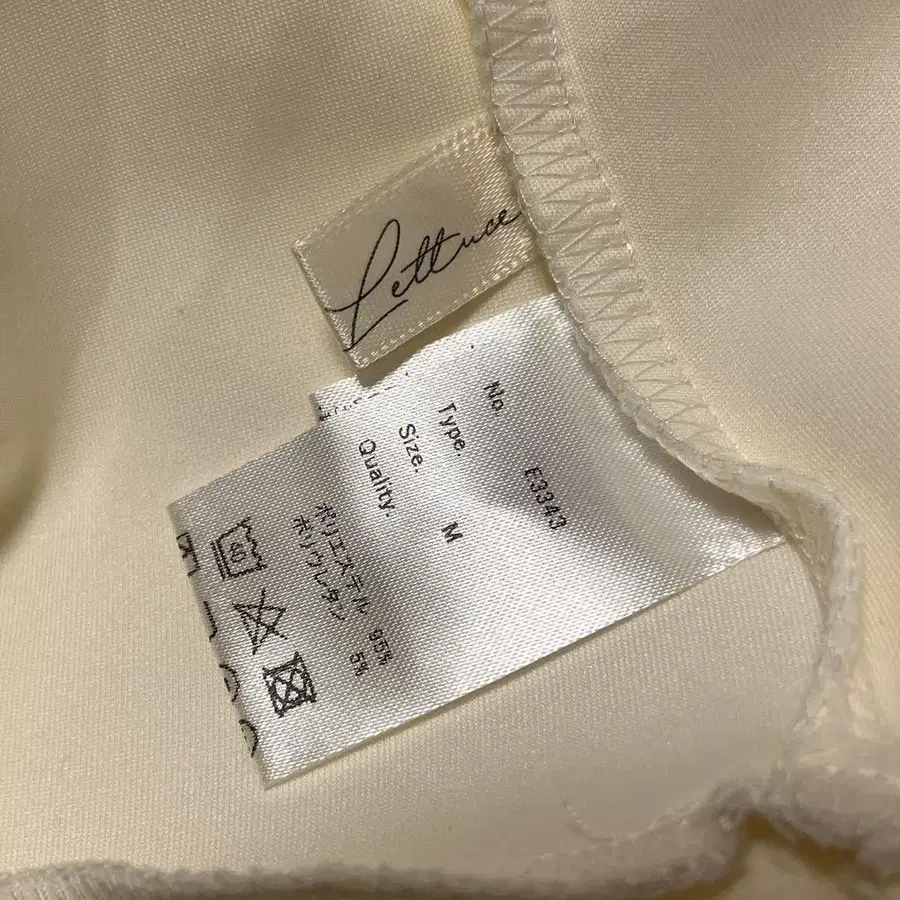 Lettuce
No. E3343
Type.
Size. M
Quality.
ポリエステル 95%
ポリウレタン 5%
40